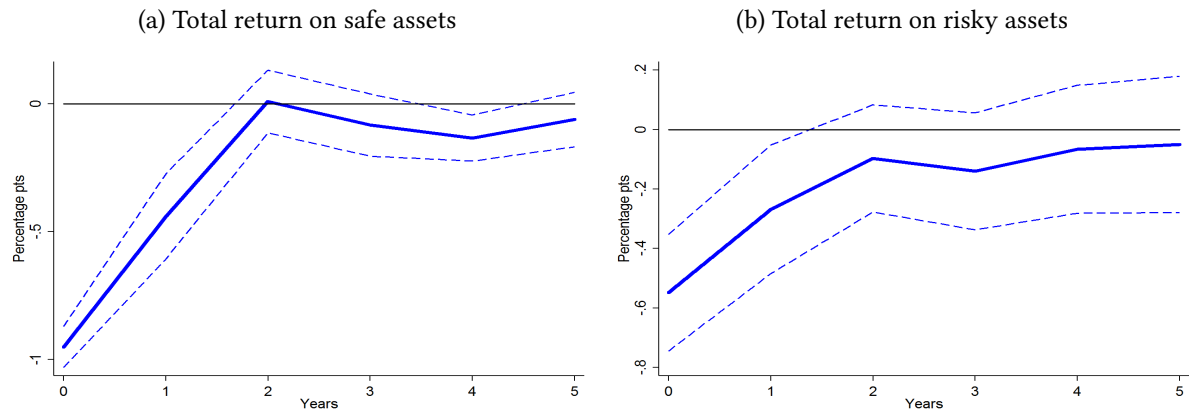 (a) Total return on safe assets
0
-.5
-1
Percentage pts
0 1 2 3 4 5
Years
(b) Total return on risky assets
.2
0
-.2
-.4
-.6
-.8
Percentage pts
0 1 2 3 4 5
Years